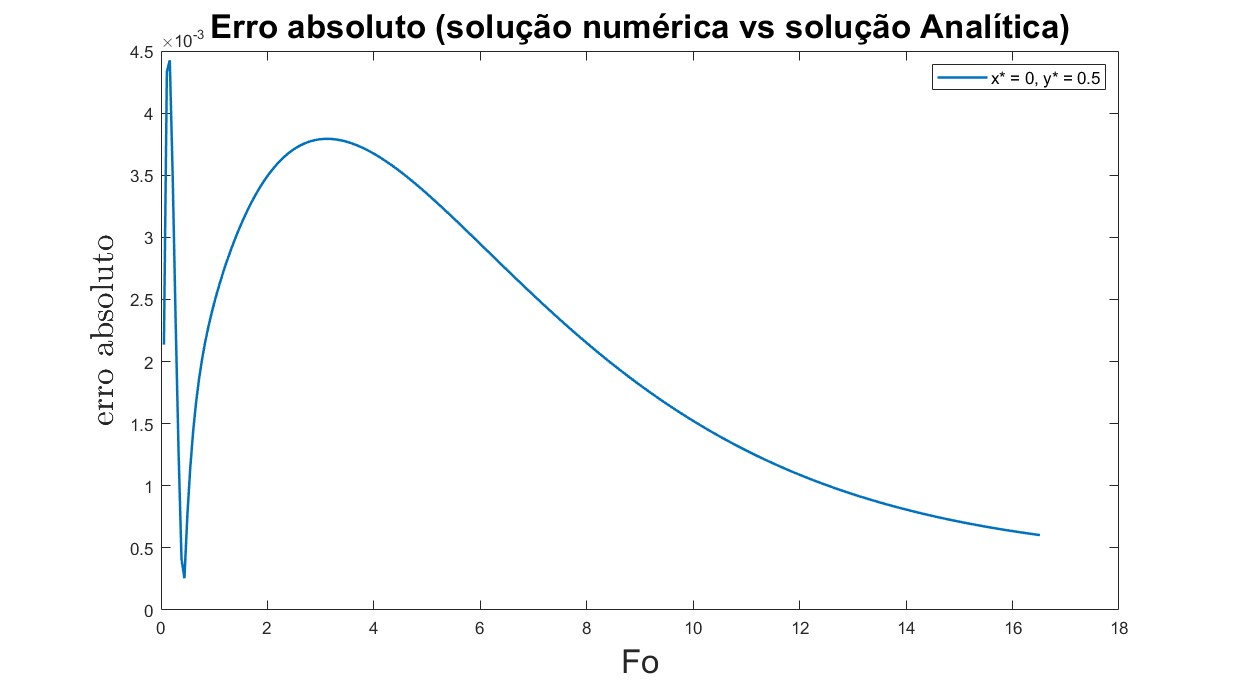 Erro absoluto (solução numérica vs solução Analítica)
×10-3
x* = 0, y* = 0.5
4.5
4
3.5
3
2.5
2
1.5
1
0.5
0
erro absoluto
0 2 4 6 8 10 12 14 16 18
Fo